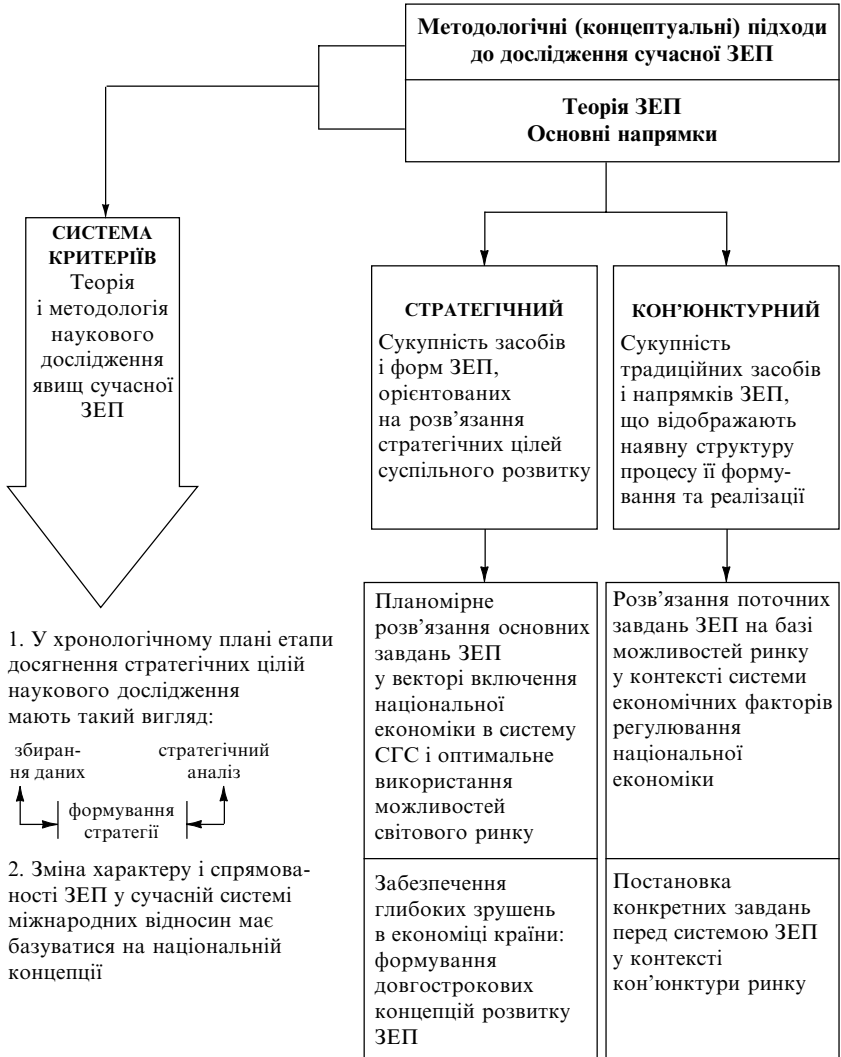 Методологічні (концептуальні) підходи
до дослідження сучасної ЗЕП
Теорія ЗЕП
Основні напрямки
СИСТЕМА
КРИТЕРІЇВ
Теорія
і методологія
наукового
дослідження
явищ сучасної
ЗЕП
1. У хронологічному плані етапи
досягнення стратегічних цілій
наукового дослідження
мають такий вигляд:
збиран-
ня даних
стратегічний
аналіз
формування
стратегії
2. Зміна характеру і спрямова-
ності ЗЕП у сучасній системі
міжнародних відносин має
базуватися на національній
концепції
СТРАТЕГІЧНИЙ
Сукупність засобів
і форм ЗЕП,
орієнтованих
на розв'язання
стратегічних цілей
суспільного розвитку
Планомірне
розв'язання основних
завдань ЗЕП
у векторі включення
національної
економіки в систему
СГС і оптимальне
використання
можливостей
світового ринку
Забезпечення
глибоких зрушень
в економіці країни:
формування
довгострокових
концепцій розвитку
ЗЕП
КОН'ЮНКТУРНИЙ
Сукупність
традиційних засобів
і напрямків ЗЕП,
що відображають
наявну структуру
процесу її форму-
вання та реалізації
Розв'язання поточних
завдань ЗЕП на базі
можливостей ринку
у контексті системи
економічних факторів
регулювання
національної
економіки
Постановка
конкретних завдань
перед системою ЗЕП
у контексті
кон'юнктури ринку